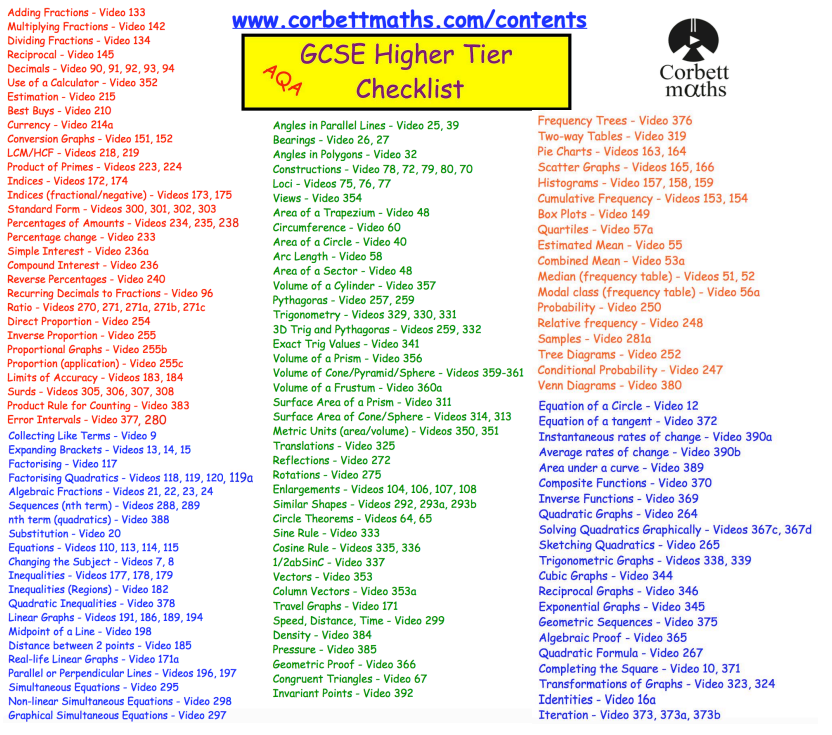 www.corbettmaths.com/contents
AQA
GCSE Higher Tier
Checklist
Corbett
mαths
Adding Fractions - Video 133
Multiplying Fractions - Video 142
Dividing Fractions - Video 134
Reciprocal - Video 145
Decimals - Video 90, 91, 92, 93, 94
Use of a Calculator - Video 352
Estimation - Video 215
Best Buys - Video 210
Currency - Video 214a
Conversion Graphs - Video 151, 152
LCM/HCF - Videos 218, 219
Product of Primes - Videos 223, 224
Indices - Videos 172, 174
Indices (fractional/negative) - Videos 173, 175
Standard Form - Videos 300, 301, 302, 303
Percentages of Amounts - Videos 234, 235, 238
Percentage change - Video 233
Simple Interest - Video 236a
Compound Interest - Video 236
Reverse Percentages - Video 240
Recurring Decimals to Fractions - Video 96
Ratio - Videos 270, 271, 271a, 271b, 271c
Direct Proportion - Video 254
Inverse Proportion - Video 255
Proportional Graphs - Video 255b
Proportion (application) - Video 255c
Limits of Accuracy - Videos 183, 184
Surds - Videos 305, 306, 307, 308
Product Rule for Counting - Video 383
Error Intervals - Video 377, 280
Collecting Like Terms - Video 9
Expanding Brackets - Videos 13, 14, 15
Factorising - Video 117
Factorising Quadratics - Videos 118, 119, 120, 119a
Algebraic Fractions - Videos 21, 22, 23, 24
Sequences (nth term) - Videos 288, 289
nth term (quadratics) - Video 388
Substitution - Video 20
Equations - Videos 110, 113, 114, 115
Changing the Subject - Videos 7, 8
Inequalities - Videos 177, 178, 179
Inequalities (Regions) - Video 182
Quadratic Inequalities - Video 378
Linear Graphs - Videos 191, 186, 189, 194
Midpoint of a Line - Video 198
Distance between 2 points - Video 185
Real-life Linear Graphs - Video 171a
Parallel or Perpendicular Lines - Videos 196, 197
Simultaneous Equations - Video 295
Non-linear Simultaneous Equations - Video 298
Graphical Simultaneous Equations - Video 297
Angles in Parallel Lines - Video 25, 39
Bearings - Video 26, 27
Angles in Polygons - Video 32
Constructions - Video 78, 72, 79, 80, 70
Loci - Videos 75, 76, 77
Views - Video 354
Area of a Trapezium - Video 48
Circumference - Video 60
Area of a Circle - Video 40
Arc Length - Video 58
Area of a Sector - Video 48
Volume of a Cylinder - Video 357
Pythagoras - Video 257, 259
Trigonometry - Videos 329, 330, 331
3D Trig and Pythagoras - Videos 259, 332
Exact Trig Values - Video 341
Volume of a Prism - Video 356
Volume of Cone/Pyramid/Sphere - Videos 359-361
Volume of a Frustum - Video 360a
Surface Area of a Prism - Video 311
Surface Area of Cone/Sphere - Videos 314, 313
Metric Units (area/volume) - Videos 350, 351
Translations - Video 325
Reflections - Video 272
Rotations - Video 275
Enlargements - Videos 104, 106, 107, 108
Similar Shapes - Videos 292, 293a, 293b
Circle Theorems - Videos 64, 65
Sine Rule - Video 333
Cosine Rule - Videos 335, 336
1/2abSinC - Video 337
Vectors - Video 353
Column Vectors - Video 353a
Travel Graphs - Video 171
Speed, Distance, Time - Video 299
Density - Video 384
Pressure - Video 385
Geometric Proof - Video 366
Congruent Triangles - Video 67
Invariant Points - Video 392
Frequency Trees - Video 376
Two-way Tables - Video 319
Pie Charts - Videos 163, 164
Scatter Graphs - Videos 165, 166
Histograms - Video 157, 158, 159
Cumulative Frequency - Videos 153, 154
Box Plots - Video 149
Quartiles - Video 57a
Estimated Mean - Video 55
Combined Mean - Video 53a
Median (frequency table) - Videos 51, 52
Modal class (frequency table) - Video 56a
Probability - Video 250
Relative frequency - Video 248
Samples - Video 281a
Tree Diagrams - Video 252
Conditional Probability - Video 247
Venn Diagrams - Video 380
Equation of a Circle - Video 12
Equation of a tangent - Video 372
Instantaneous rates of change - Video 390a
Average rates of change - Video 390b
Area under a curve - Video 389
Composite Functions - Video 370
Inverse Functions - Video 369
Quadratic Graphs - Video 264
Solving Quadratics Graphically - Videos 367c, 367d
Sketching Quadratics - Video 265
Trigonometric Graphs - Videos 338, 339
Cubic Graphs - Video 344
Reciprocal Graphs - Video 346
Exponential Graphs - Video 345
Geometric Sequences - Video 375
Algebraic Proof - Video 365
Quadratic Formula - Video 267
Completing the Square - Video 10, 371
Transformations of Graphs - Video 323, 324
Identities - Video 16a
Iteration - Video 373, 373a, 373b